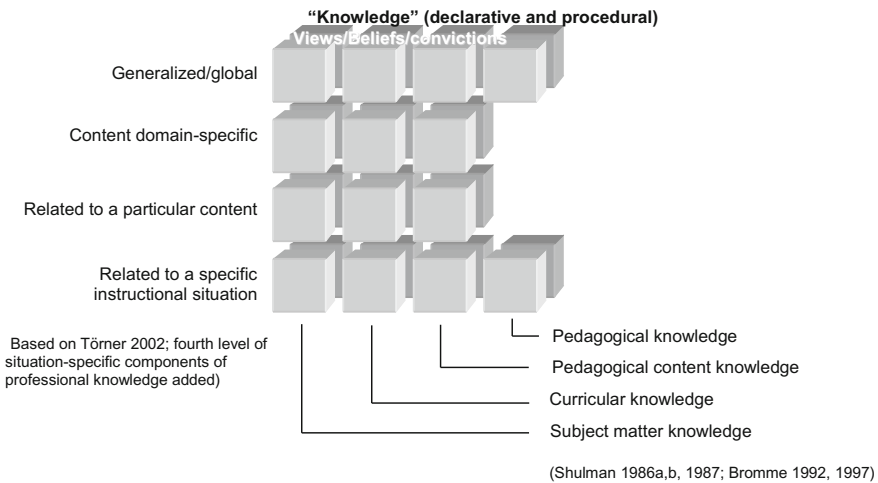 “Knowledge” (declarative and procedural)
Views/Beliefs/convictions
Generalized/global
Content domain-specific
Related to a particular content
Related to a specific
instructional situation
Based on Törner 2002; fourth level of
situation-specific components of
professional knowledge added)
Pedagogical knowledge
Pedagogical content knowledge
Curricular knowledge
Subject matter knowledge
(Shulman 1986a,b, 1987; Bromme 1992, 1997)